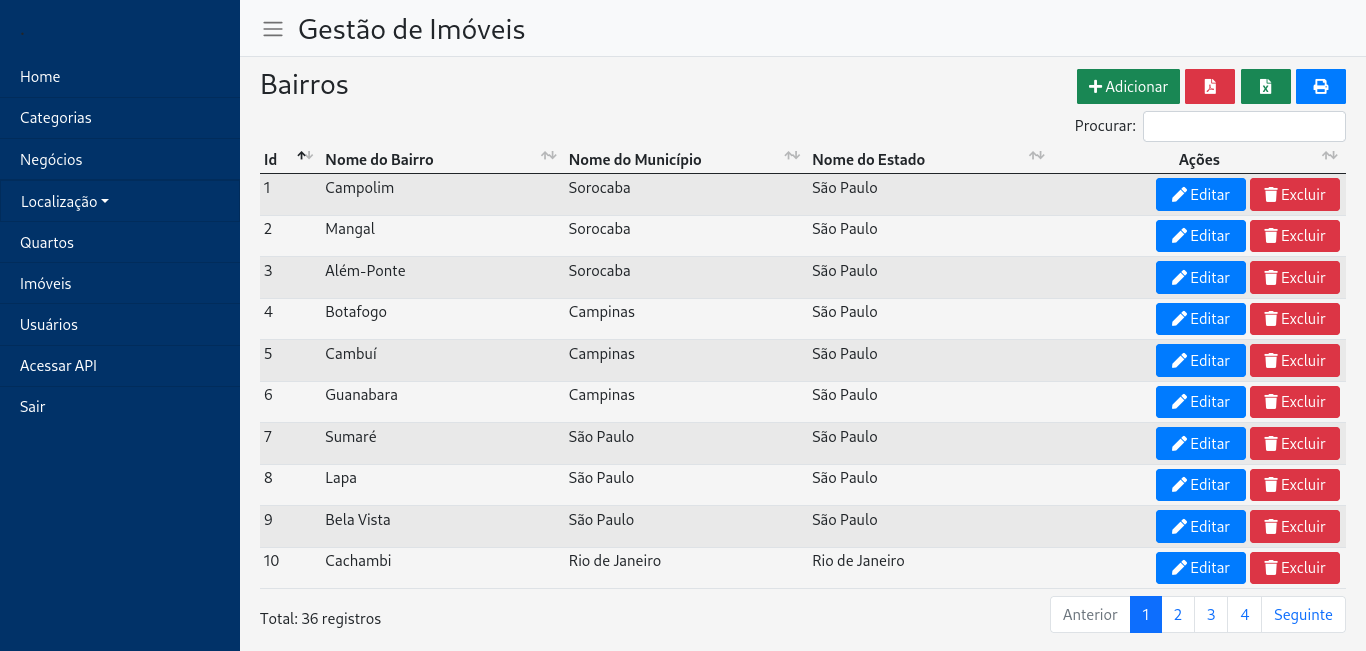 Gestão de Imóveis
Home
Categorias
Negócios
Localização
Quartos
Imóveis
Usuários
Acessar API
Sair
Bairros
Adicionar
Procurar:
Id Nome do Bairro Nome do Município Nome do Estado Ações
1 Campolim Sorocaba São Paulo Editar Excluir
2 Mangal Sorocaba São Paulo Editar Excluir
3 Além-Ponte Sorocaba São Paulo Editar Excluir
4 Botafogo Campinas São Paulo Editar Excluir
5 Cambuí Campinas São Paulo Editar Excluir
6 Guanabara Campinas São Paulo Editar Excluir
7 Sumaré São Paulo São Paulo Editar Excluir
8 Lapa São Paulo São Paulo Editar Excluir
9 Bela Vista São Paulo São Paulo Editar Excluir
10 Cachambi Rio de Janeiro Rio de Janeiro Editar Excluir
Total: 36 registros
Anterior 1 2 3 4 Seguinte